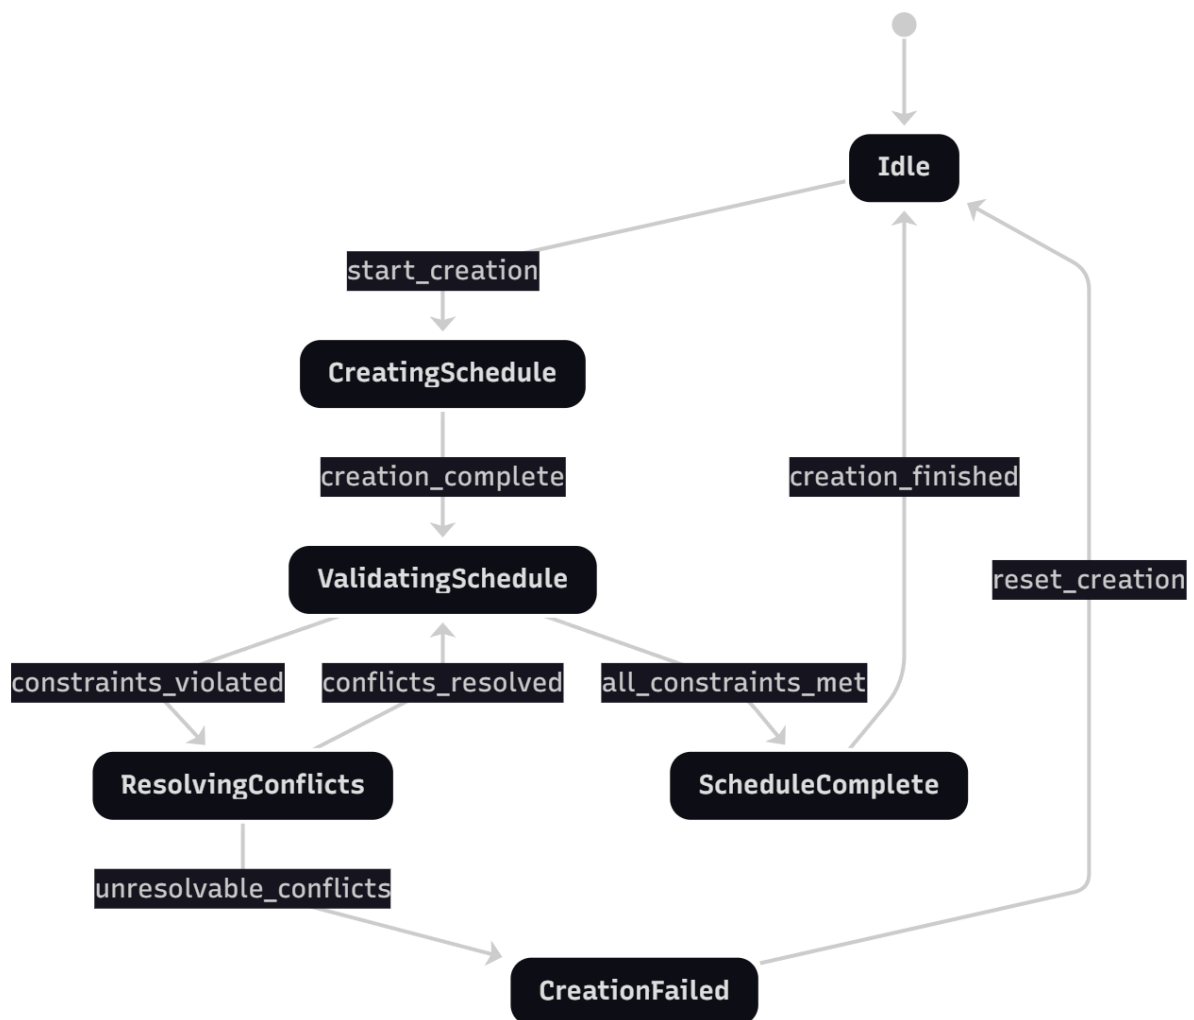 Idle
start_creation
CreatingSchedule
creation_complete
creation_finished
ValidatingSchedule
reset_creation
constraints_violated
conflicts_resolved
all_constraints_met
ResolvingConflicts
ScheduleComplete
unresolvable_conflicts
CreationFailed